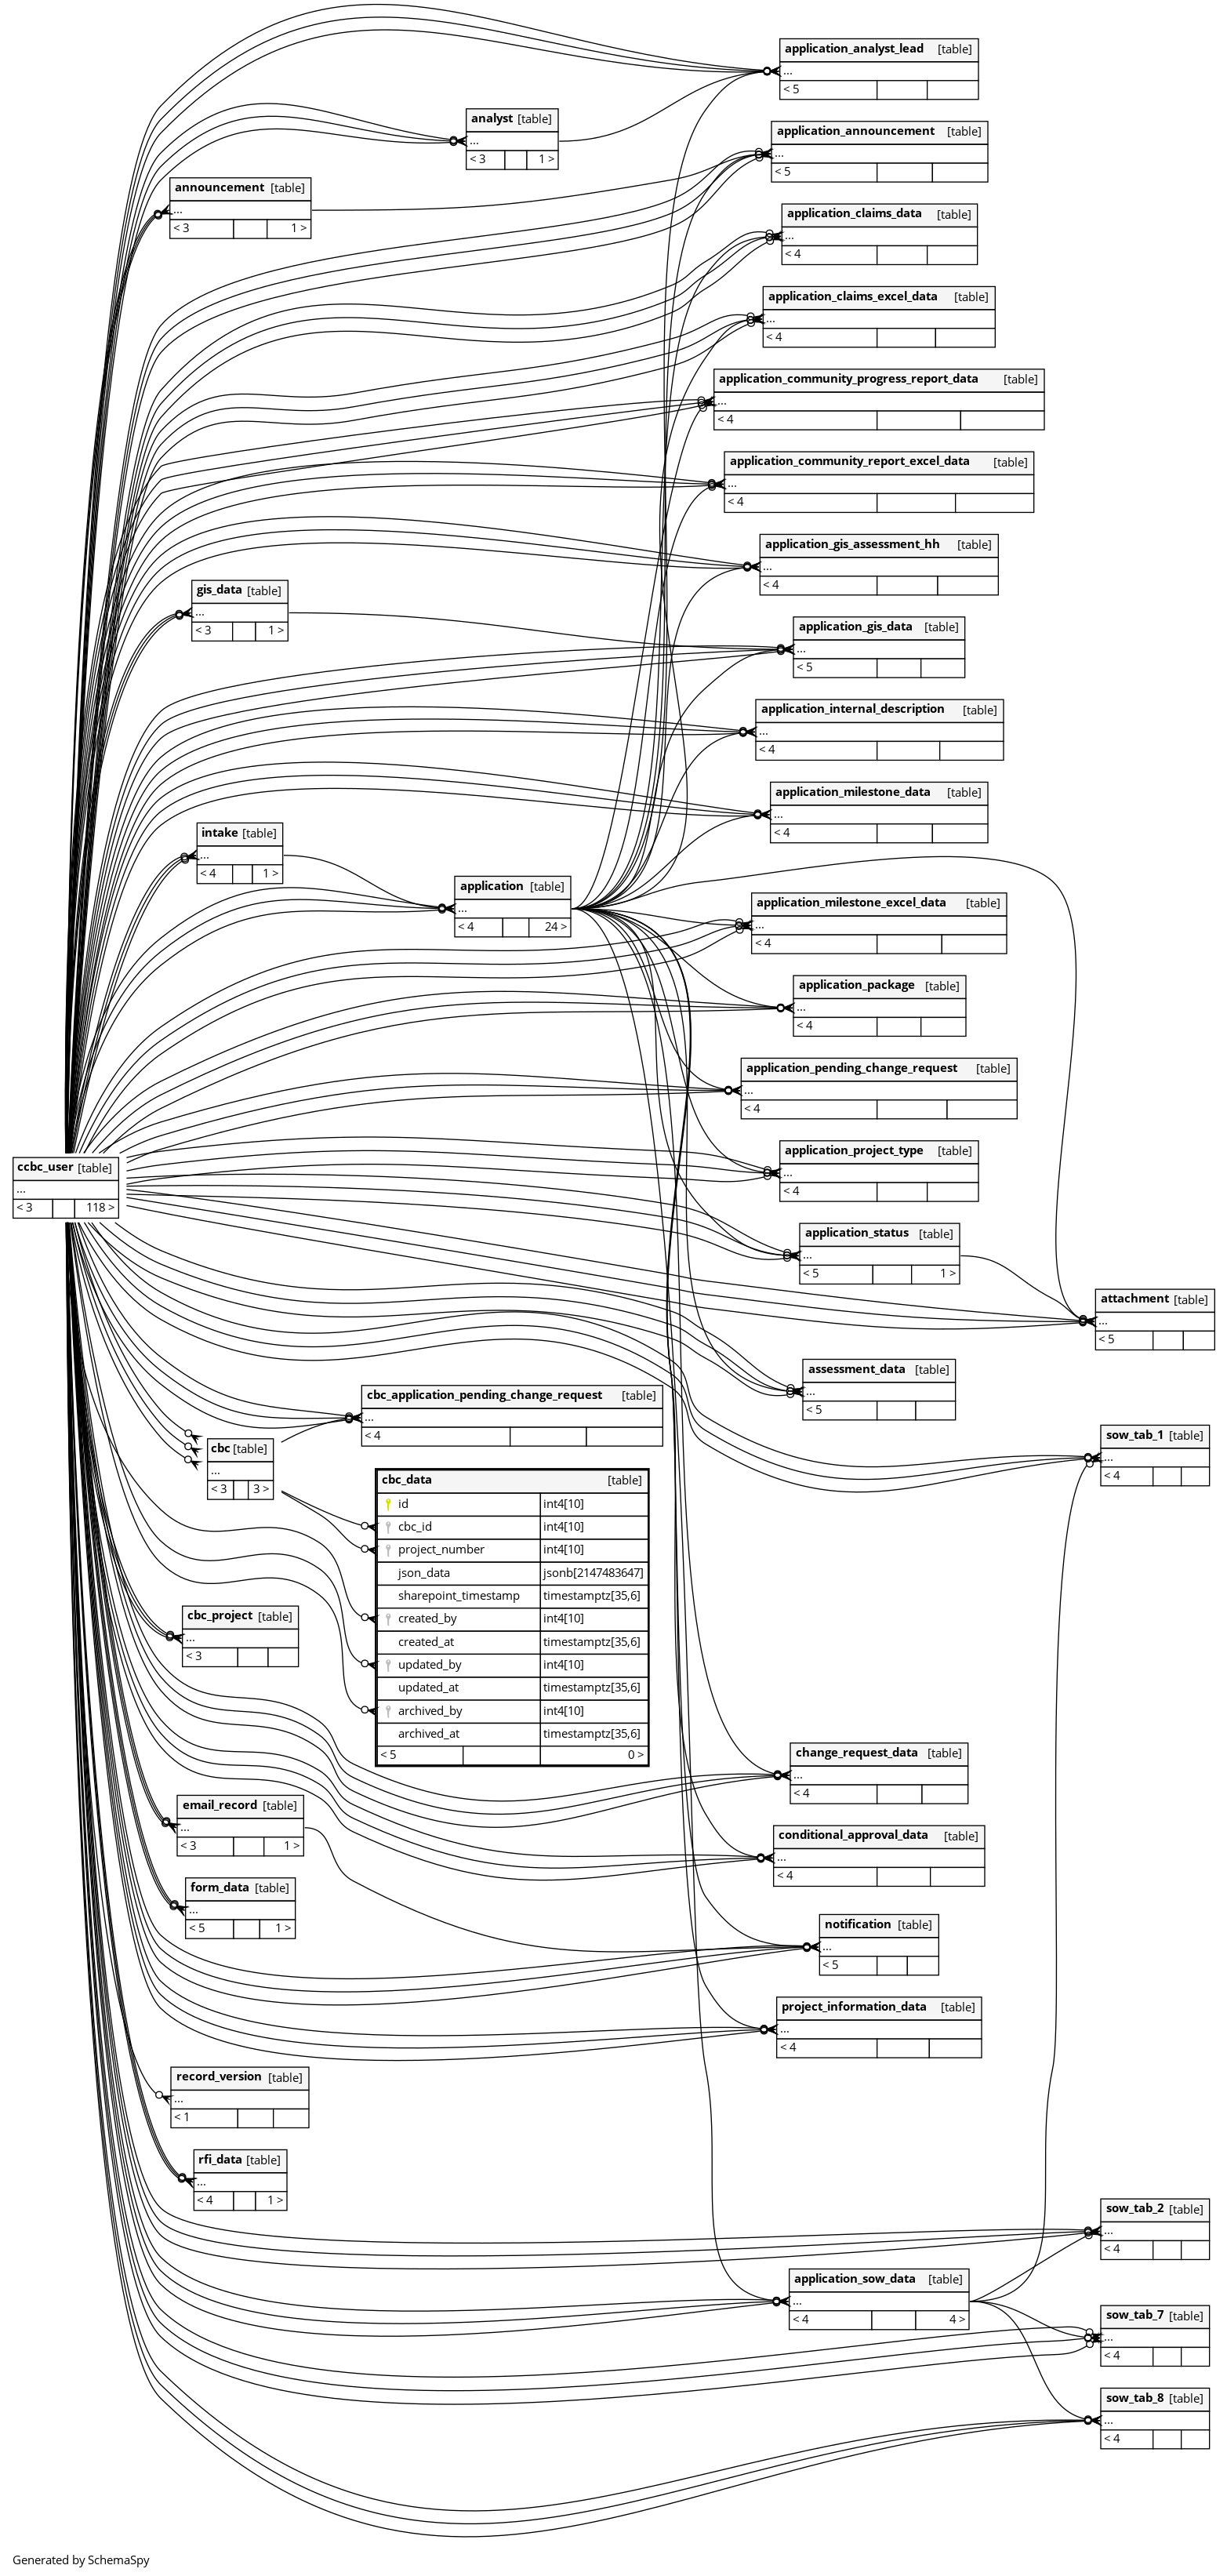 application_analyst_lead [table]
...
< 5
analyst [table]
...
< 3 1 >
application_announcement [table]
...
< 5
announcement [table]
...
< 3 1 >
application_claims_data [table]
...
< 4
application_claims_excel_data [table]
...
< 4
application_community_progress_report_data [table]
...
< 4
application_community_report_excel_data [table]
...
< 4
application_gis_assessment_hh [table]
...
< 4
gis_data [table]
...
< 3 1 >
application_gis_data [table]
...
< 5
application_internal_description [table]
...
< 4
application_milestone_data [table]
...
< 4
intake [table]
...
< 4 1 >
application [table]
...
< 4 24 >
application_milestone_excel_data [table]
...
< 4
application_package [table]
...
< 4
application_pending_change_request [table]
...
< 4
application_project_type [table]
...
< 4
ccbc_user [table]
...
< 3 118 >
application_status [table]
...
< 5 1 >
attachment [table]
...
< 5
assessment_data [table]
...
< 5
cbc_application_pending_change_request [table]
...
< 4
sow_tab_1 [table]
...
< 4
cbc [table]
...
< 3 3 >
cbc_data [table]
id int4[10]
cbc_id int4[10]
project_number int4[10]
json_data jsonb[2147483647]
sharepoint_timestamp timestamptz[35,6]
created_by int4[10]
created_at timestamptz[35,6]
updated_by int4[10]
updated_at timestamptz[35,6]
archived_by int4[10]
archived_at timestamptz[35,6]
< 5 0 >
cbc_project [table]
...
< 3
change_request_data [table]
...
< 4
email_record [table]
...
< 3 1 >
conditional_approval_data [table]
...
< 4
form_data [table]
...
< 5 1 >
notification [table]
...
< 5
project_information_data [table]
...
< 4
record_version [table]
...
< 1
rfi_data [table]
...
< 4 1 >
sow_tab_2 [table]
...
< 4
application_sow_data [table]
...
< 4 4 >
sow_tab_7 [table]
...
< 4
sow_tab_8 [table]
...
< 4
Generated by SchemaSpy